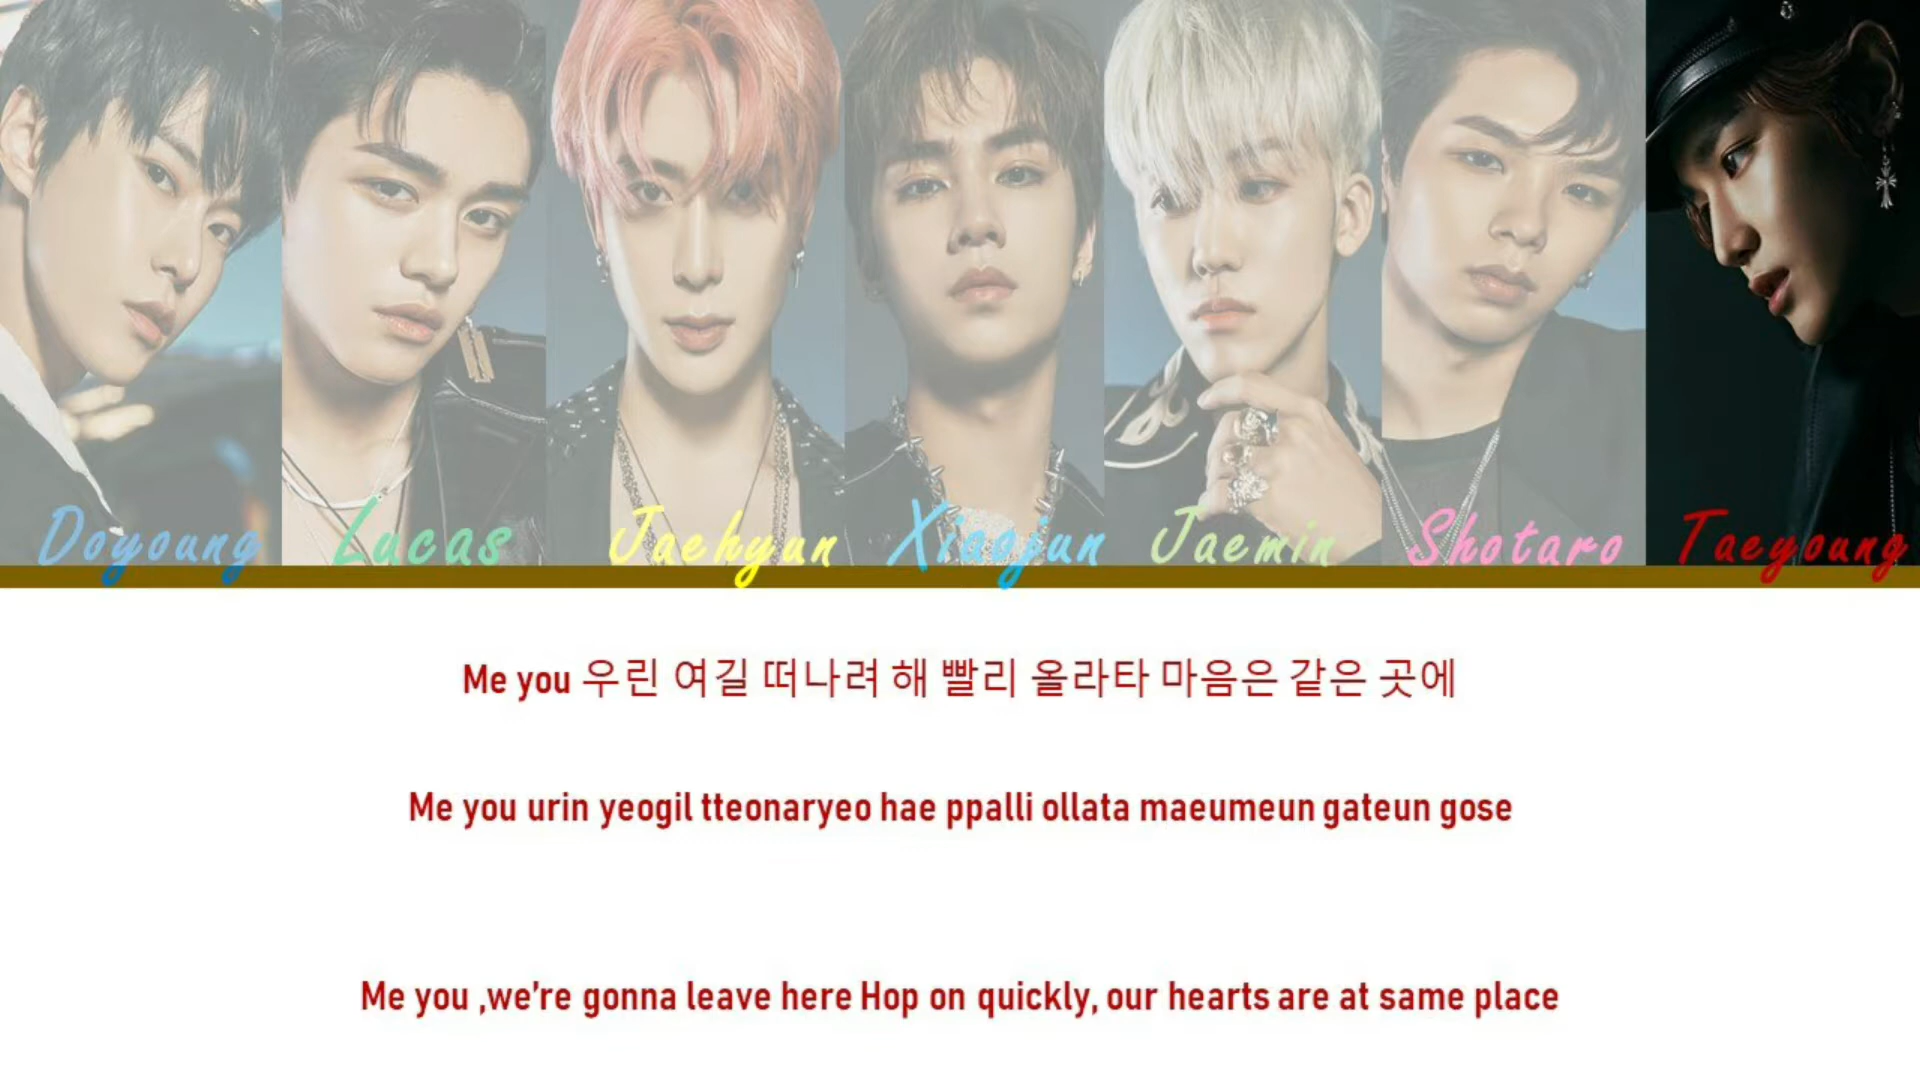 Doyoung Lucas Jaehyun Xiaojun Jaemin Shotaro Taeyoung
Me you 우린 여길 떠나려 해 빨리 올라타 마음은 같은 곳에
Me you urin yeogil tteonaryeo hae ppalli ollata maeumeun gateun gose
Me you ,we're gonna leave here Hop on quickly, our hearts are at same place